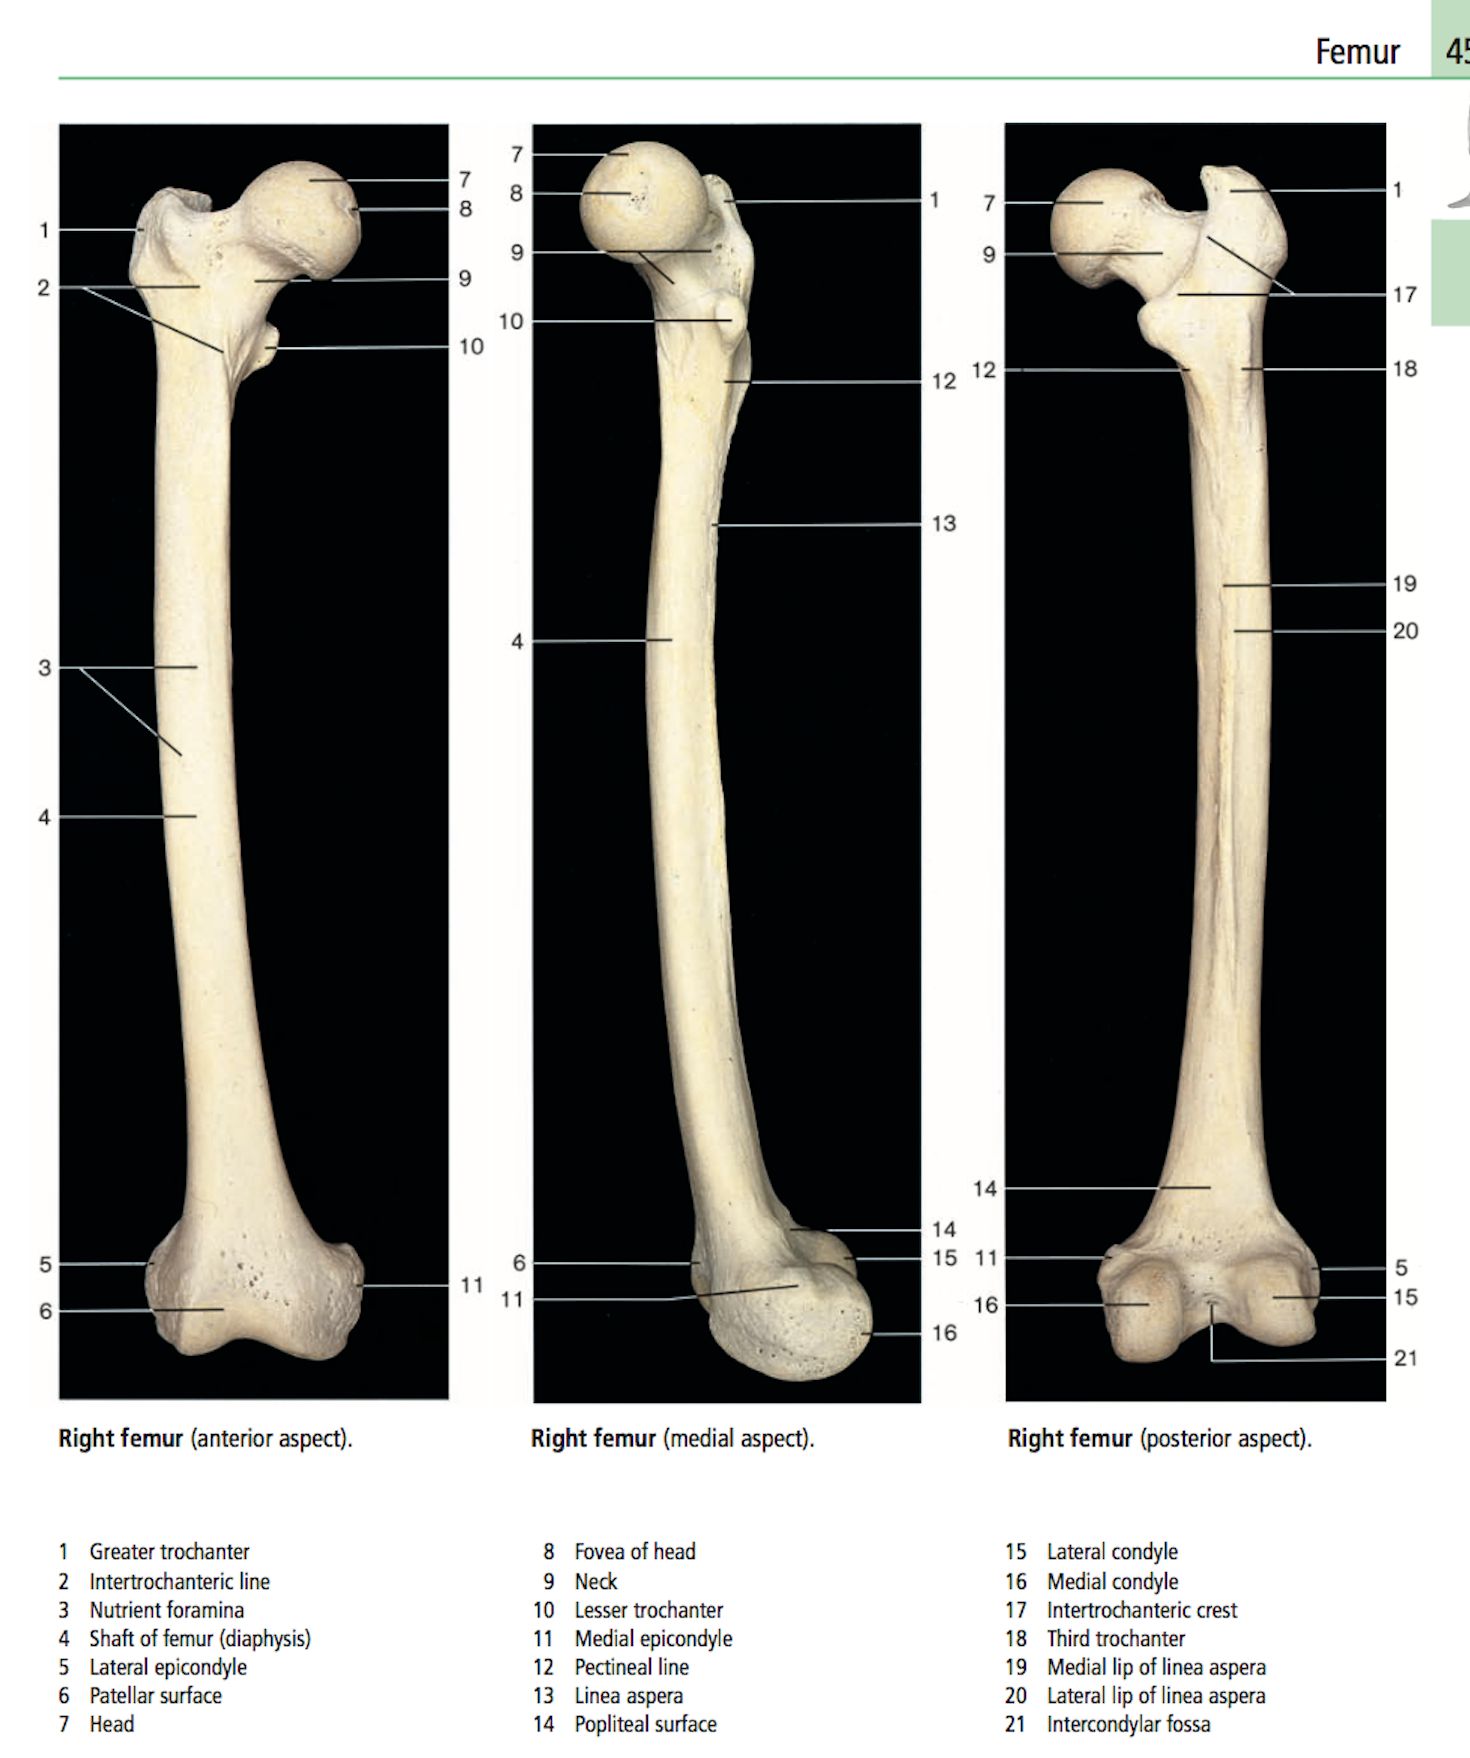 Femur 45
7
8
1
2
9
10
3
4
5
6
11
7
8
1
9
10
12
13
4
14
15
6
11
16
7
1
9
17
12
18
19
20
14
11
5
16
15
21
Right femur (anterior aspect).
Right femur (medial aspect).
Right femur (posterior aspect).
1 Greater trochanter
2 Intertrochanteric line
3 Nutrient foramina
4 Shaft of femur (diaphysis)
5 Lateral epicondyle
6 Patellar surface
7 Head
8 Fovea of head
9 Neck
10 Lesser trochanter
11 Medial epicondyle
12 Pectineal line
13 Linea aspera
14 Popliteal surface
15 Lateral condyle
16 Medial condyle
17 Intertrochanteric crest
18 Third trochanter
19 Medial lip of linea aspera
20 Lateral lip of linea aspera
21 Intercondylar fossa